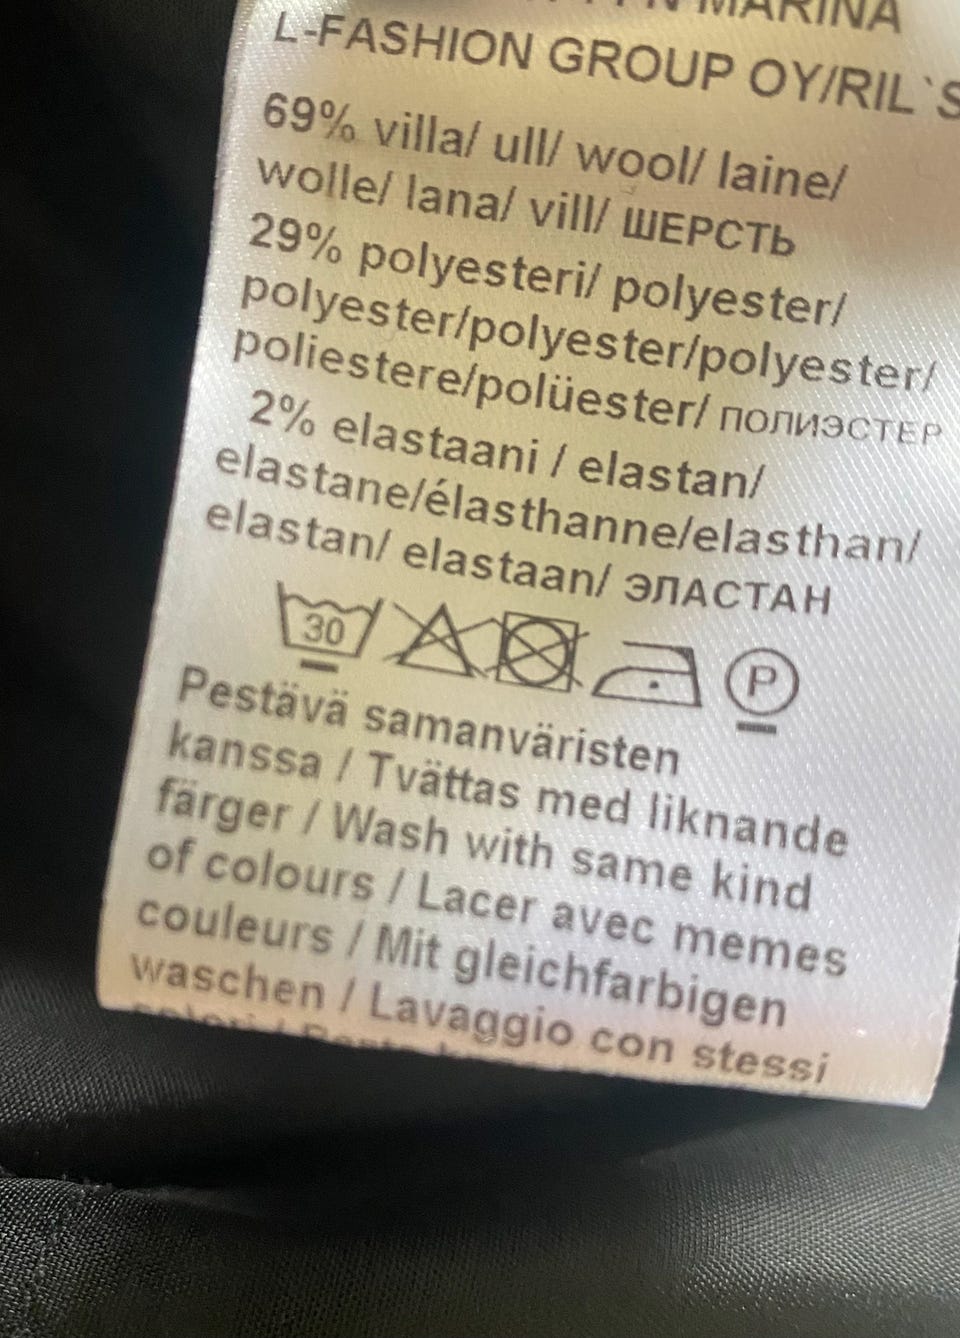 MARINA
L-FASHION GROUP OY/RIL`S
69% villa/ ull/ wool/ laine/
wolle/ lana/ vill/ ШЕРСТЬ
29% polyesteri/ polyester/
polyester/polyester/polyester/
poliestere/polüester/ ПОЛИЭСТЕР
2% elastaani / elastan/
elastane/élasthanne/elasthan/
elastan/ elastaan/ ЭЛАСТАН
30 P
Pestävä samanväristen
kanssa / Tvättas med liknande
färger / Wash with same kind
of colours / Lacer avec memes
couleurs / Mit gleichfarbigen
waschen / Lavaggio con stessi